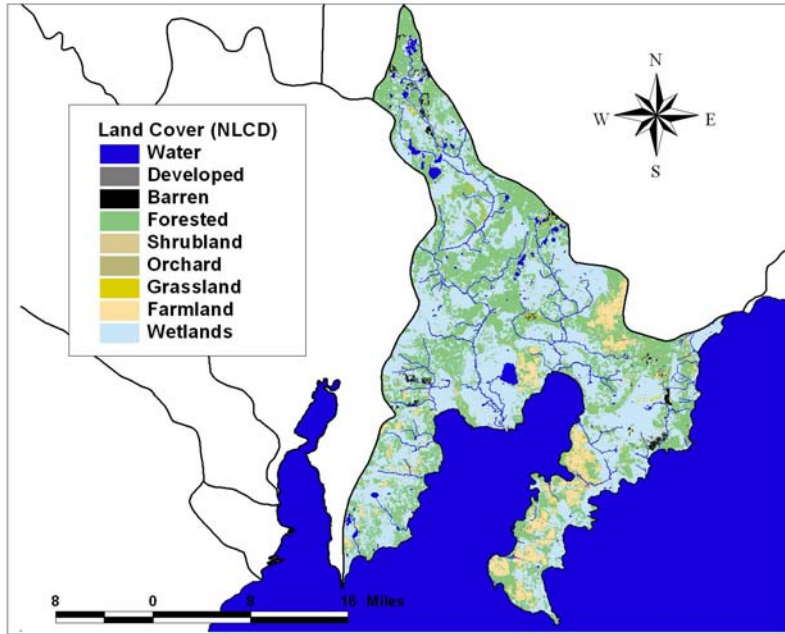 N
W E
S
Land Cover (NLCD)
Water
Developed
Barren
Forested
Shrubland
Orchard
Grassland
Farmland
Wetlands
8 0 8 16 Miles